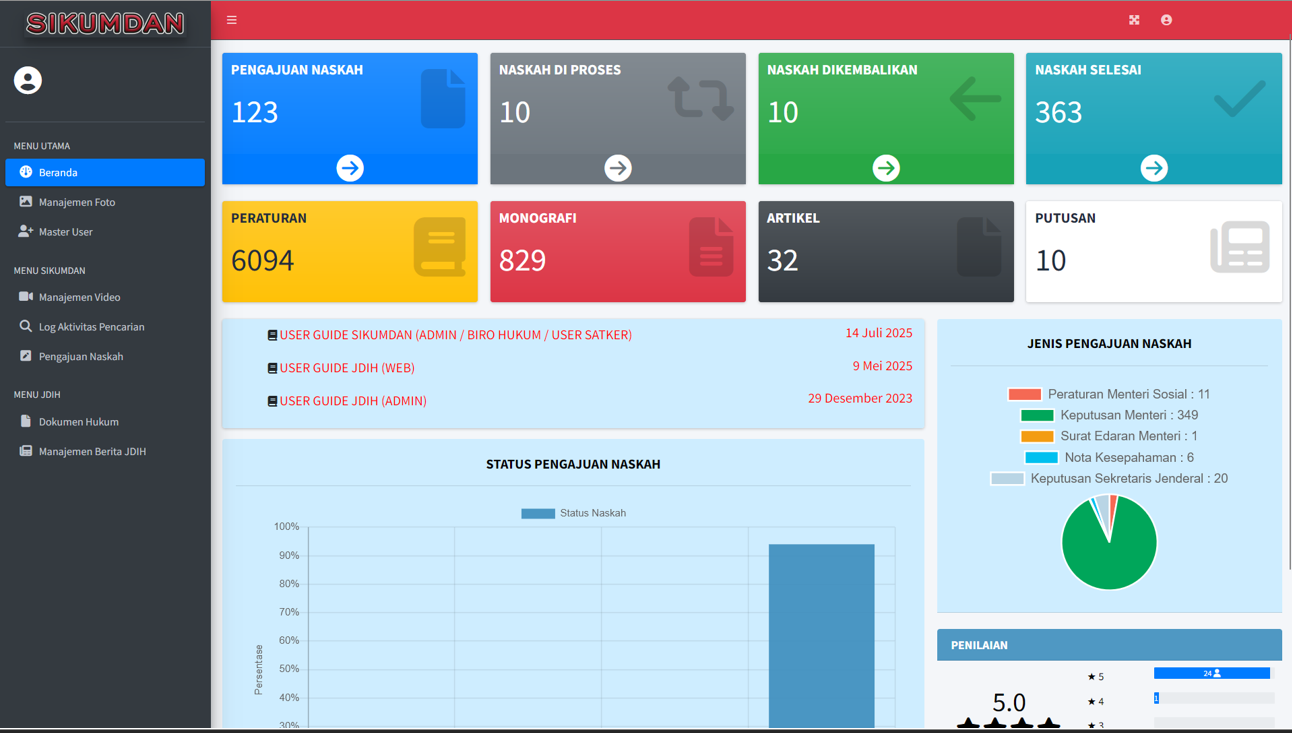 SIKUMDAN
MENU UTAMA
Beranda
Manajemen Foto
Master User
MENU SIKUMDAN
Manajemen Video
Log Aktivitas Pencarian
Pengajuan Naskah
MENU JDIH
Dokumen Hukum
Manajemen Berita JDIH
PENGAJUAN NASKAH
123
NASKAH DI PROSES
10
NASKAH DIKEMBALIKAN
10
NASKAH SELESAI
363
PERATURAN
6094
MONOGRAFI
829
ARTIKEL
32
PUTUSAN
10
USER GUIDE SIKUMDAN (ADMIN / BIRO HUKUM / USER SATKER) 14 Juli 2025
USER GUIDE JDIH (WEB) 9 Mei 2025
USER GUIDE JDIH (ADMIN) 29 Desember 2023
STATUS PENGAJUAN NASKAH
Status Naskah
100%
90%
80%
70%
60%
50%
40%
30%
Persentase
JENIS PENGAJUAN NASKAH
Peraturan Menteri Sosial : 11
Keputusan Menteri : 349
Surat Edaran Menteri : 1
Nota Kesepahaman : 6
Keputusan Sekretaris Jenderal : 20
PENILAIAN
5.0
★ 5 24
★ 4 1
★ 3